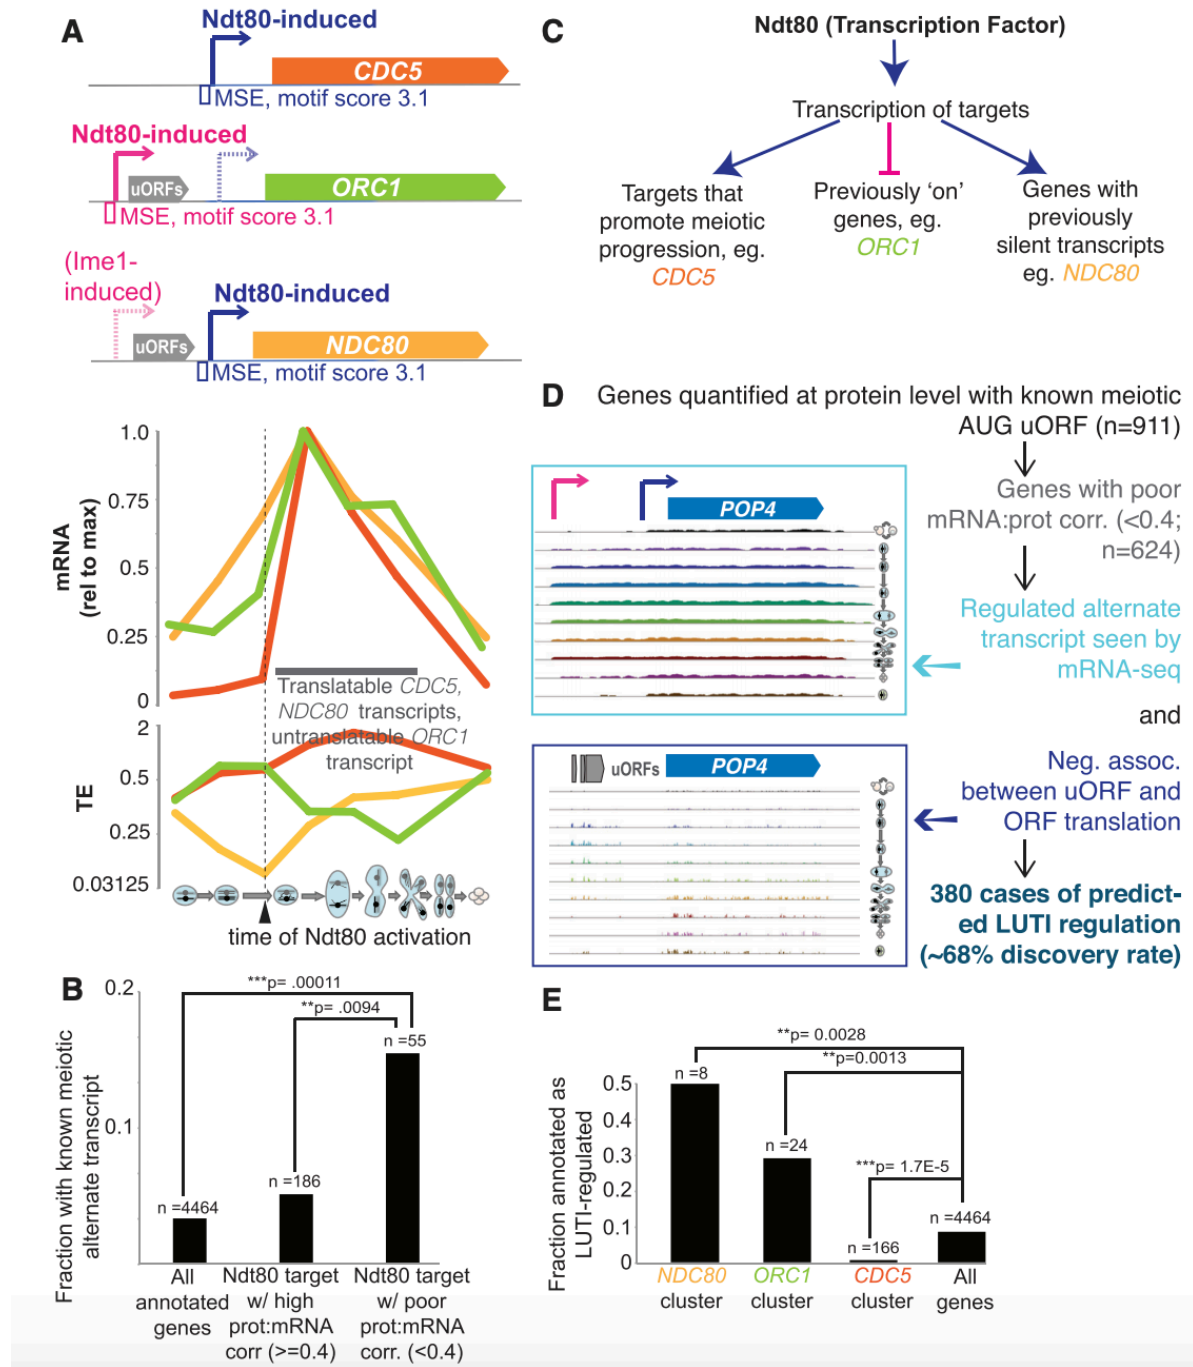 A
Ndt80-induced
CDC5
MSE, motif score 3.1
Ndt80-induced
uORFs
ORC1
MSE, motif score 3.1
(Ime1-
induced)
Ndt80-induced
uORFs
NDC80
MSE, motif score 3.1
mRNA
(rel to max)
1.0
0.75
0.5
0.25
0
Translatable CDC5,
NDC80 transcripts,
untranslatable ORC1
transcript
TE
2
0.5
0.25
0.03125
time of Ndt80 activation
B
Fraction with known meiotic
alternate transcript
0.2
0.1
***p= .00011
**p= .0094
n =55
n =186
n =4464
All
annotated
genes
Ndt80 target
w/ high
prot:mRNA
corr (>=0.4)
Ndt80 target
w/ poor
prot:mRNA
corr. (<0.4)
C
Ndt80 (Transcription Factor)
Transcription of targets
Targets that
promote meiotic
progression, eg.
CDC5
Previously ‘on’
genes, eg.
ORC1
Genes with
previously
silent transcripts
eg. NDC80
D
Genes quantified at protein level with known meiotic
AUG uORF (n=911)
Genes with poor
mRNA:prot corr. (<0.4;
n=624)
Regulated alternate
transcript seen by
mRNA-seq
and
Neg. assoc.
between uORF and
ORF translation
380 cases of predict-
ed LUTI regulation
(~68% discovery rate)
POP4
uORFs
POP4
E
Fraction annotated as
LUTI-regulated
0.5
0.4
0.3
0.2
0.1
0
**p= 0.0028
**p=0.0013
***p= 1.7E-5
n =8
n =24
n =166
n =4464
NDC80
cluster
ORC1
cluster
CDC5
cluster
All
genes